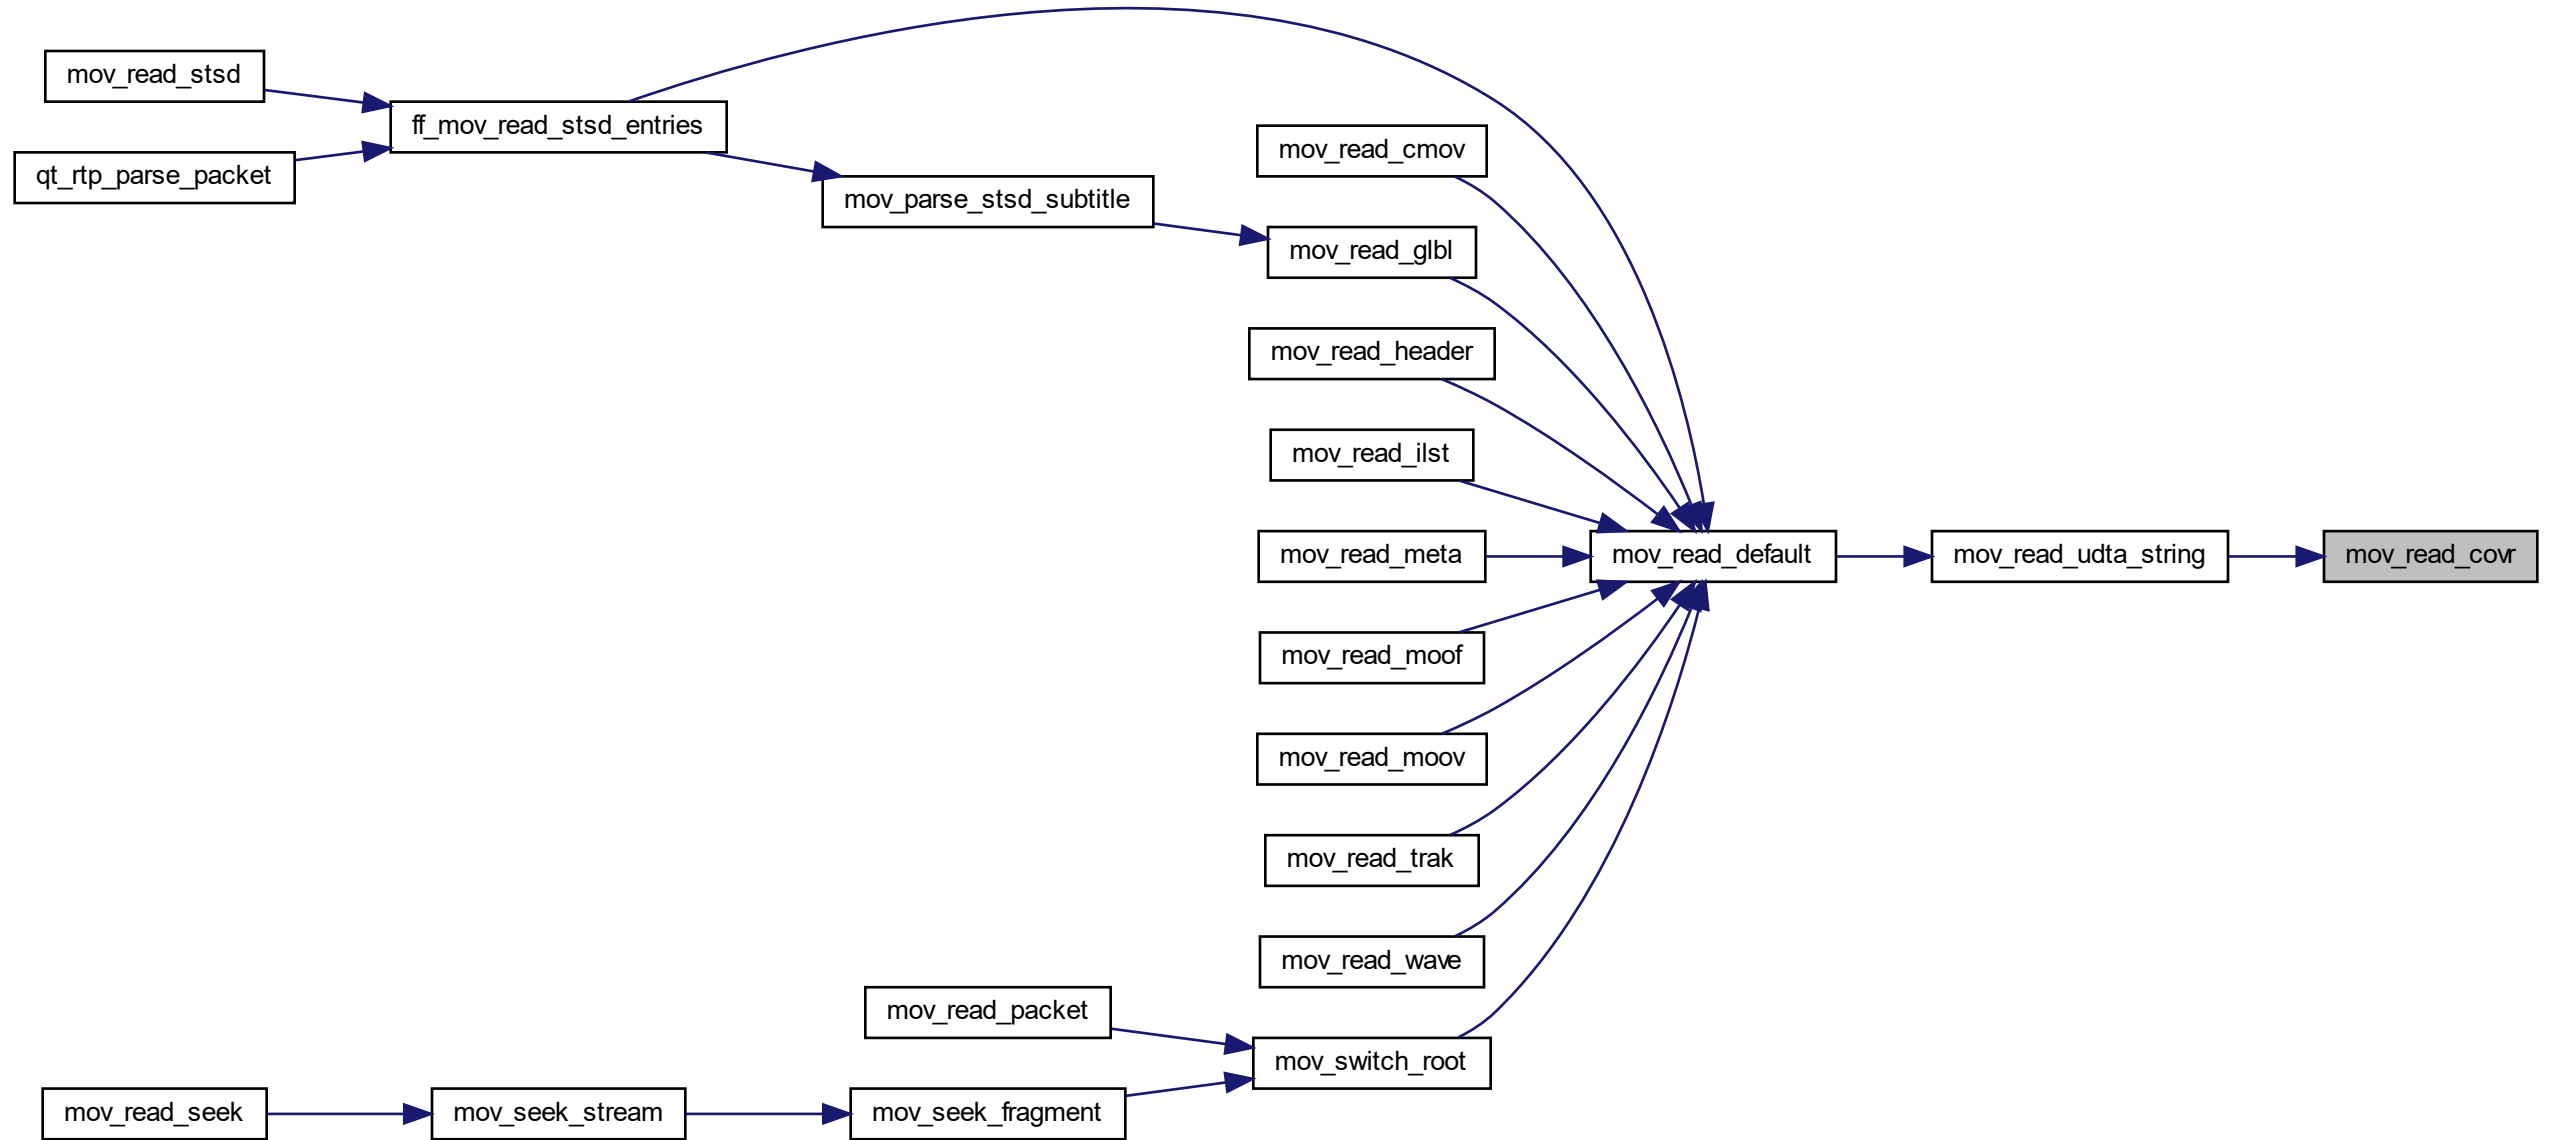 mov_read_stsd
ff_mov_read_stsd_entries
qt_rtp_parse_packet
mov_parse_stsd_subtitle
mov_read_cmov
mov_read_glbl
mov_read_header
mov_read_ilst
mov_read_meta
mov_read_default
mov_read_udta_string
mov_read_covr
mov_read_moof
mov_read_moov
mov_read_trak
mov_read_wave
mov_read_packet
mov_switch_root
mov_read_seek
mov_seek_stream
mov_seek_fragment